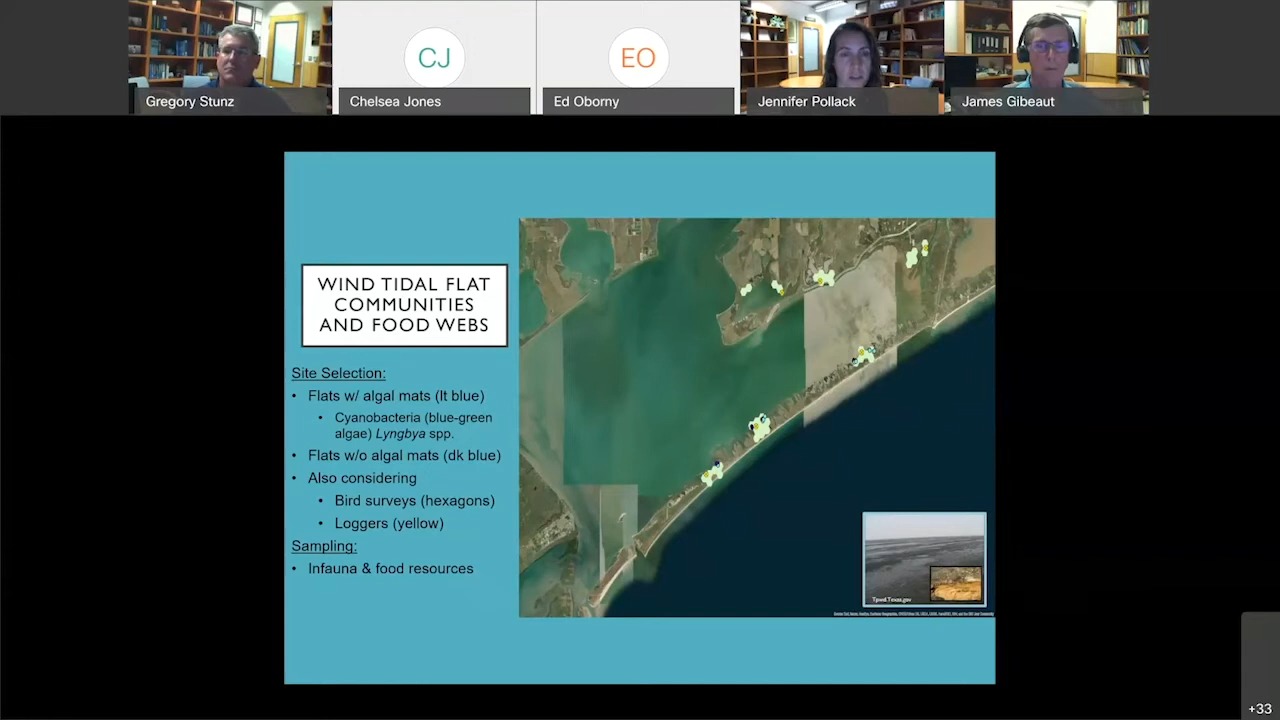 CJ
EO
Gregory Stunz
Chelsea Jones
Ed Oborny
Jennifer Pollack
James Gibeaut
WIND TIDAL FLAT
COMMUNITIES
AND FOOD WEBS
Site Selection:
• Flats w/ algal mats (lt blue)
• Cyanobacteria (blue-green
algae) Lyngbya spp.
• Flats w/o algal mats (dk blue)
• Also considering
• Bird surveys (hexagons)
• Loggers (yellow)
Sampling:
• Infauna & food resources
+33